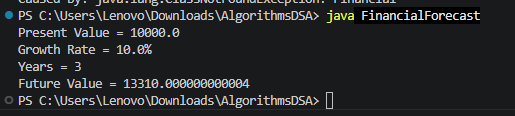 Caused by: java.lang.ClassNotFoundException: Financial
PS C:\Users\Lenovo\Downloads\AlgorithmsDSA> java FinancialForecast
Present Value = 10000.0
Growth Rate = 10.0%
Years = 3
Future Value = 13310.000000000004
PS C:\Users\Lenovo\Downloads\AlgorithmsDSA>